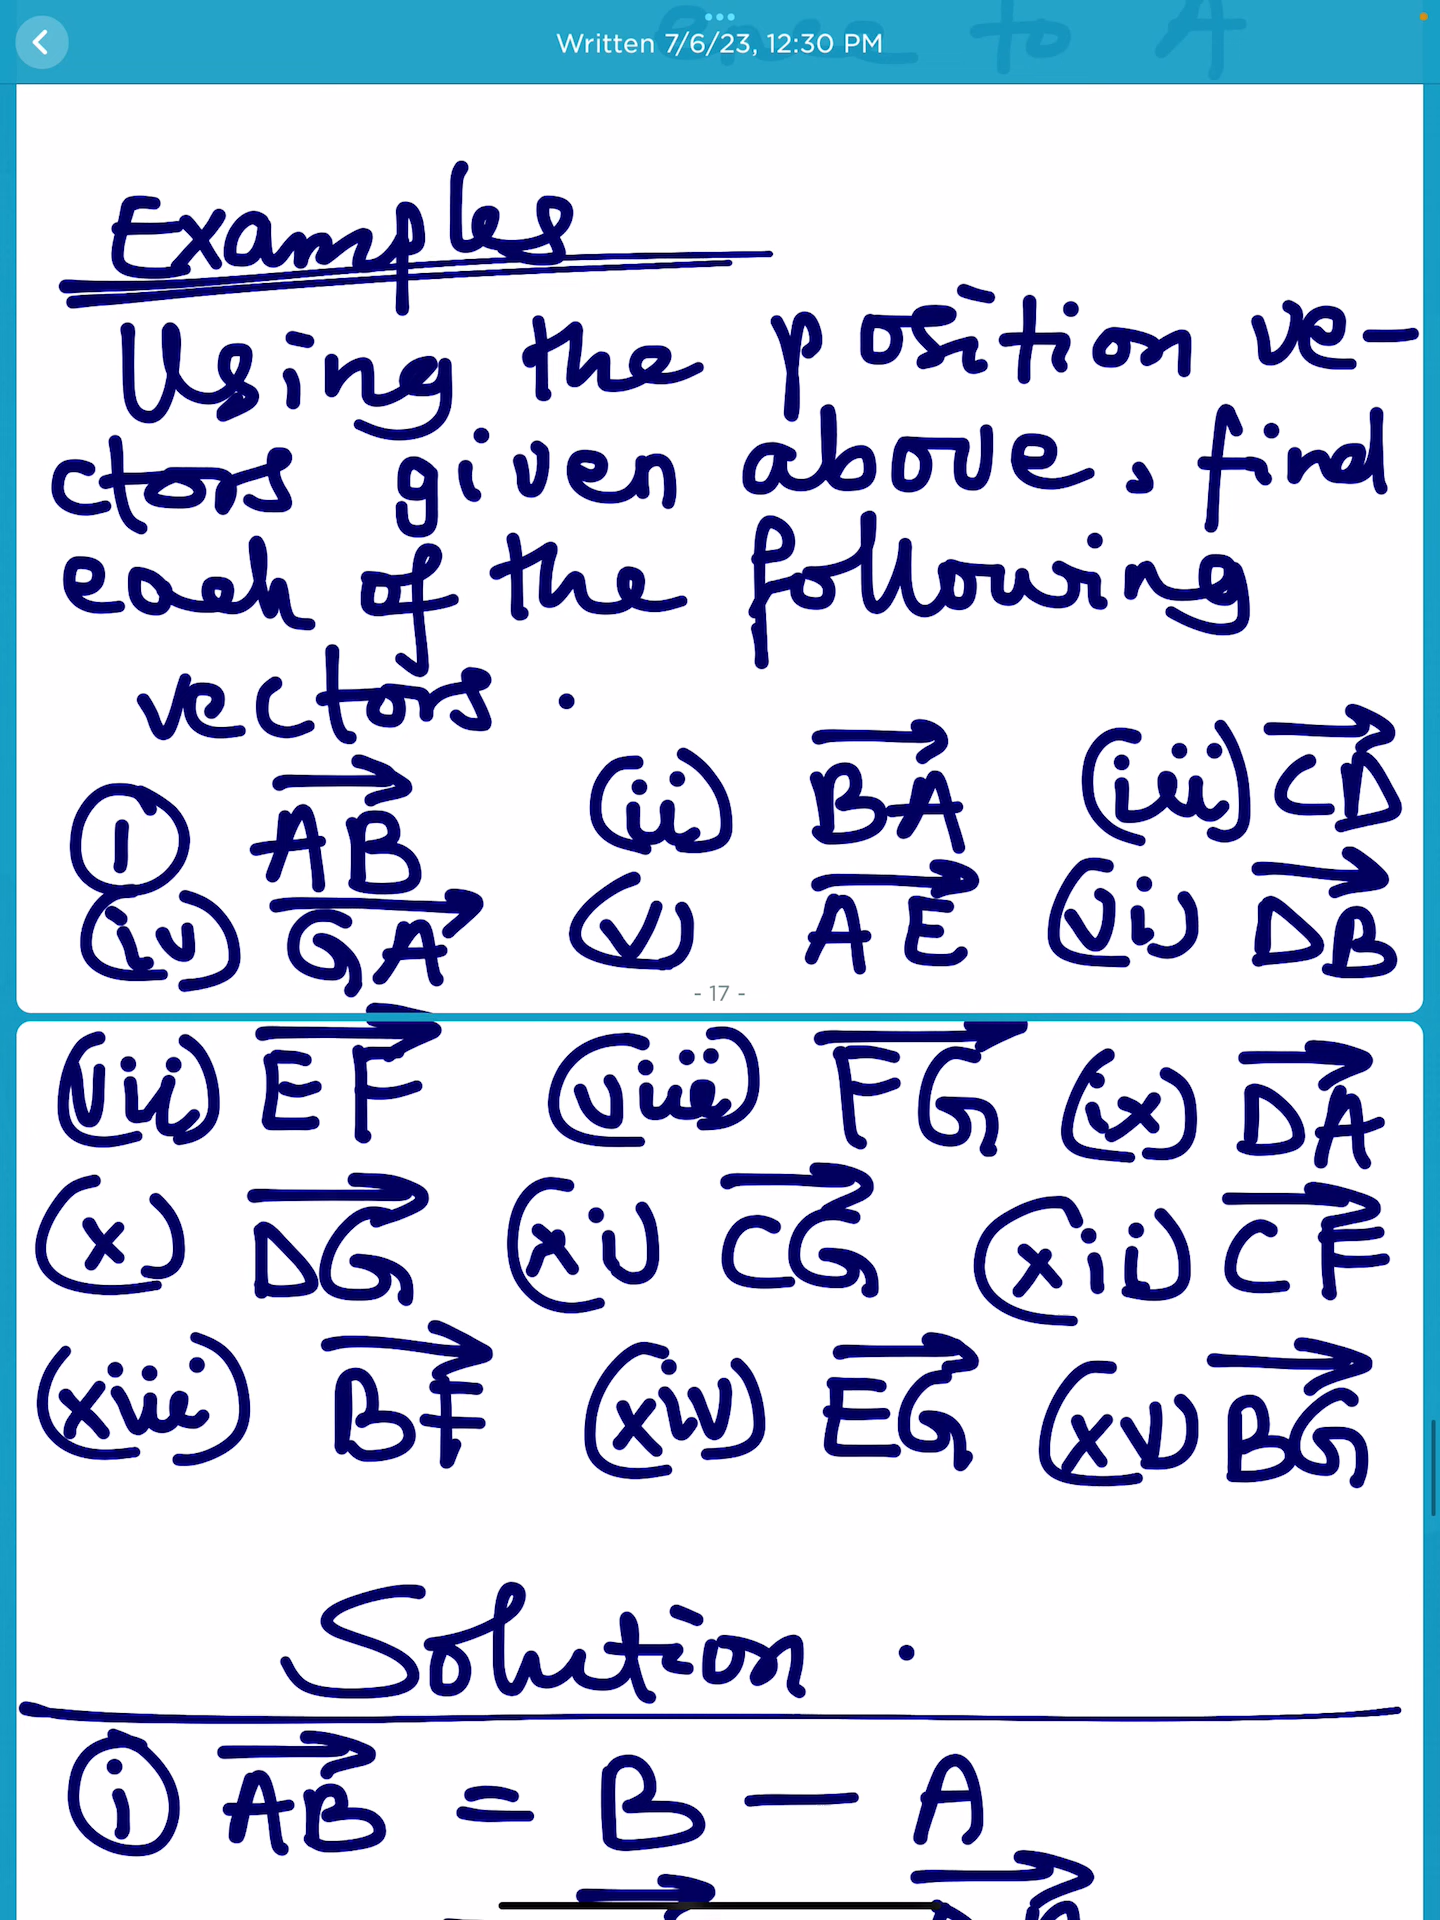 ence to A
Written 7/6/23, 12:30 PM
Examples
Using the position ve-
ctors given above, find
each of the following
vectors.
(i) AB (ii) BA (iii) CD
(iv) GA (v) AE (vi) DB
- 17 -
(vii) EF (viii) FG (ix) DA
(x) DG (xi) CG (xii) CF
(xiii) BF (xiv) EG (xv) BG
Solution.
(i) AB = B - A